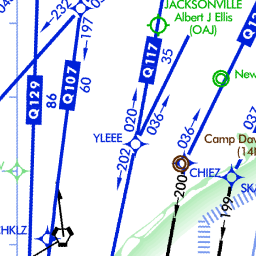 JACKSONVILLE
Albert J Ellis
(OAJ)
232
197
Q117
35
Q107
60
Q129
86
New
020
036
036
YLEEE
202
Camp Dav
(14
CHIEZ
200
SK
199
HKLZ